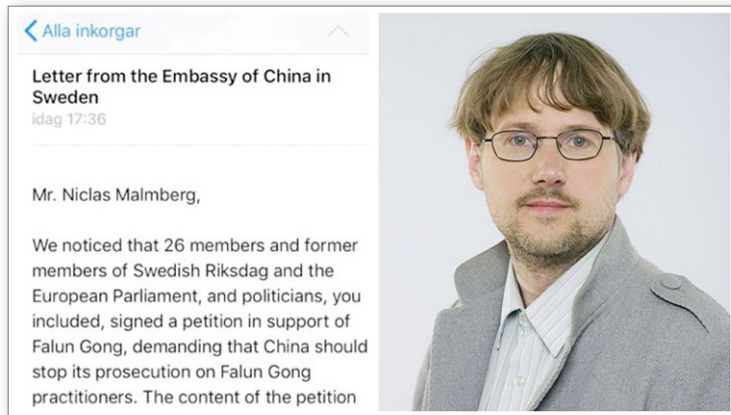 Alla inkorgar
Letter from the Embassy of China in
Sweden
idag 17:36
Mr. Niclas Malmberg,
We noticed that 26 members and former
members of Swedish Riksdag and the
European Parliament, and politicians, you
included, signed a petition in support of
Falun Gong, demanding that China should
stop its prosecution on Falun Gong
practitioners. The content of the petition